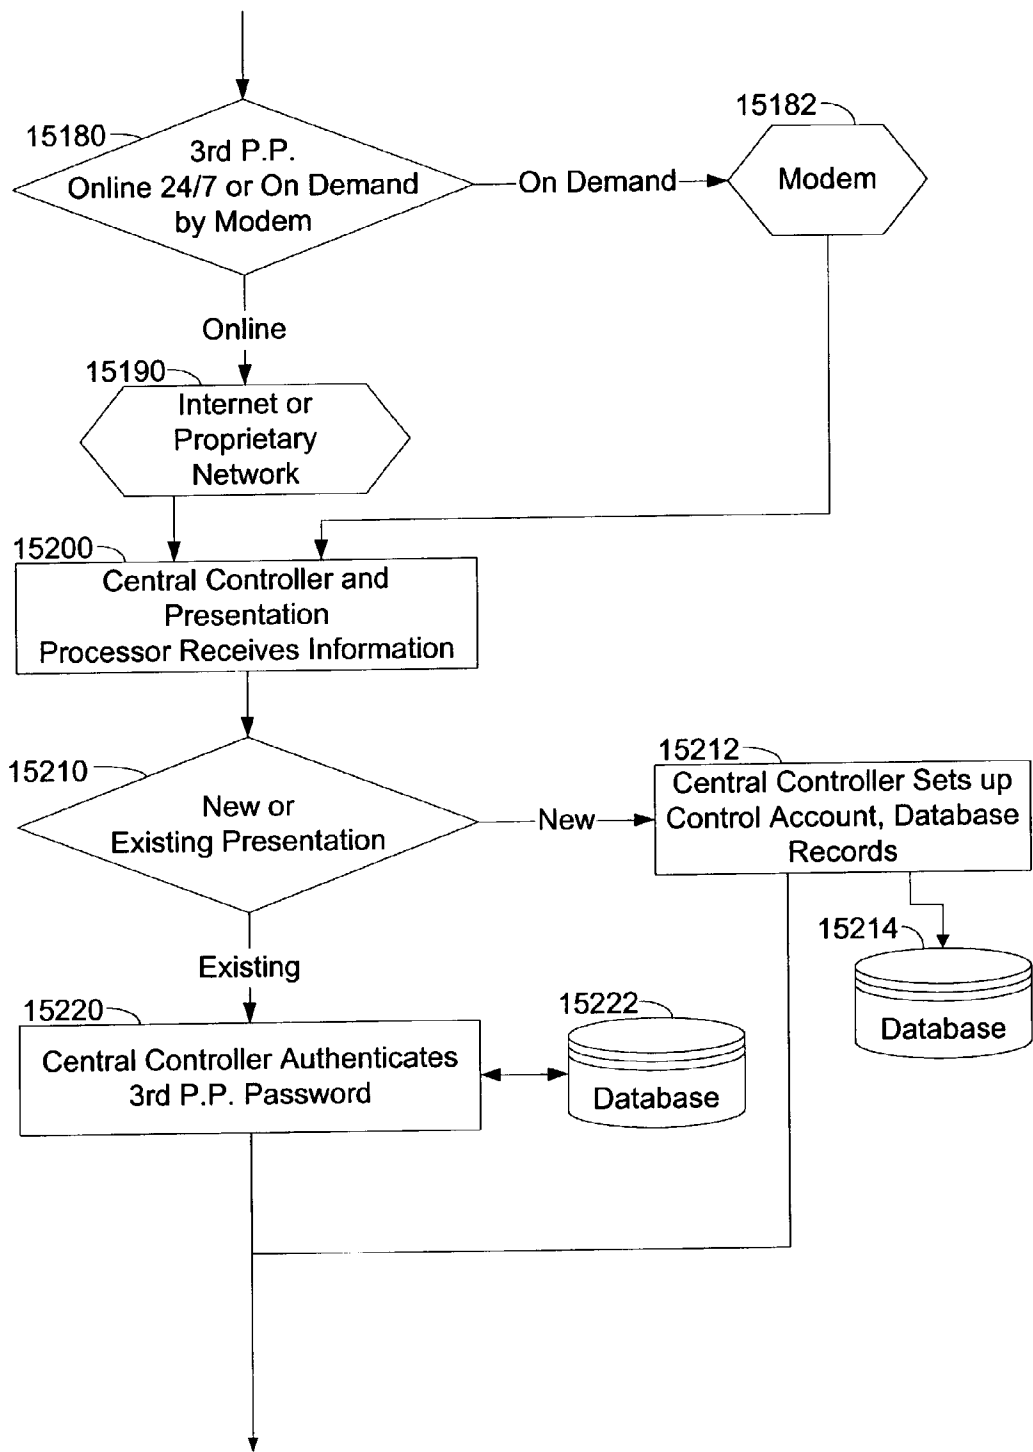 15180
3rd P.P.
Online 24/7 or On Demand
by Modem
On Demand
15182
Modem
Online
15190
Internet or
Proprietary
Network
15200
Central Controller and
Presentation
Processor Receives Information
15210
New or
Existing Presentation
New
15212
Central Controller Sets up
Control Account, Database
Records
15214
Database
Existing
15220
Central Controller Authenticates
3rd P.P. Password
15222
Database